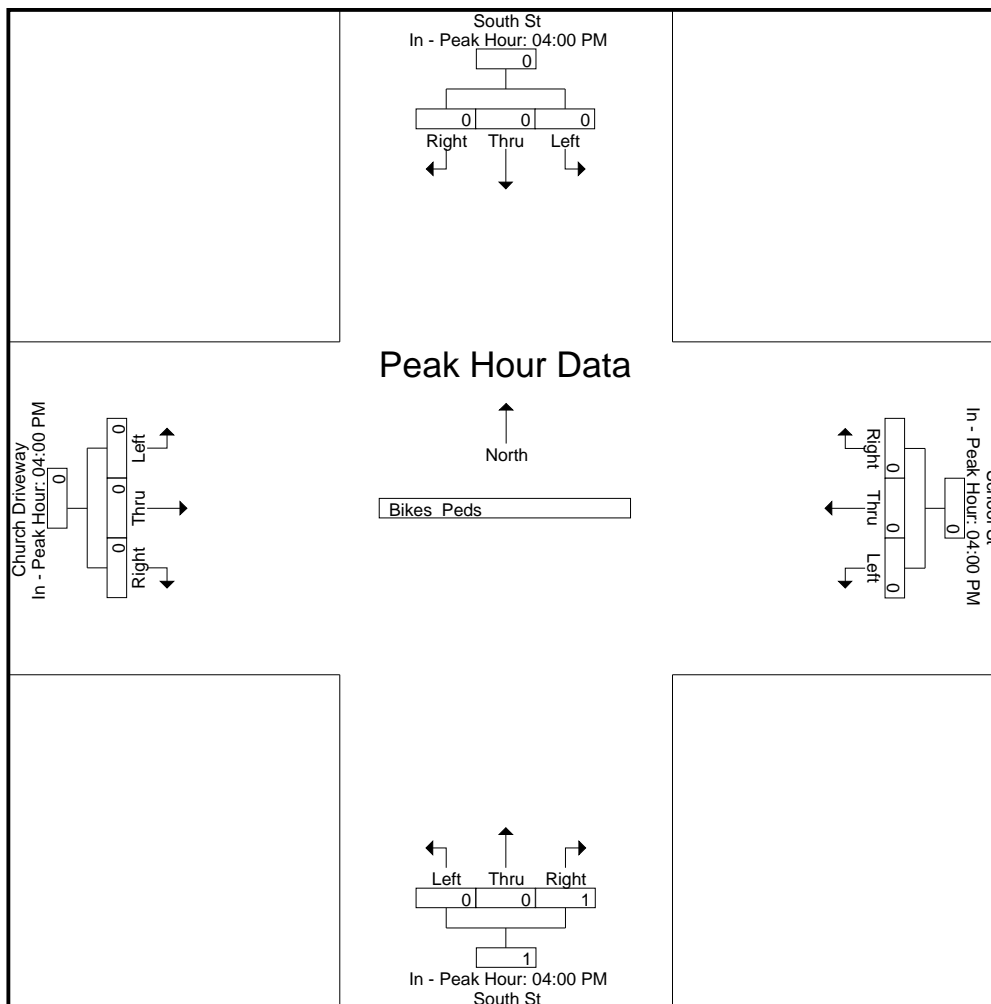 South St
In - Peak Hour: 04:00 PM
0
0 0 0
Right Thru Left
Peak Hour Data
North
Bikes Peds
Church Driveway
In - Peak Hour: 04:00 PM
0
0 0 0
Left Thru Right
In - Peak Hour: 04:00 PM
0
0 0 0
Right Thru Left
Left Thru Right
0 0 1
1
In - Peak Hour: 04:00 PM
South St